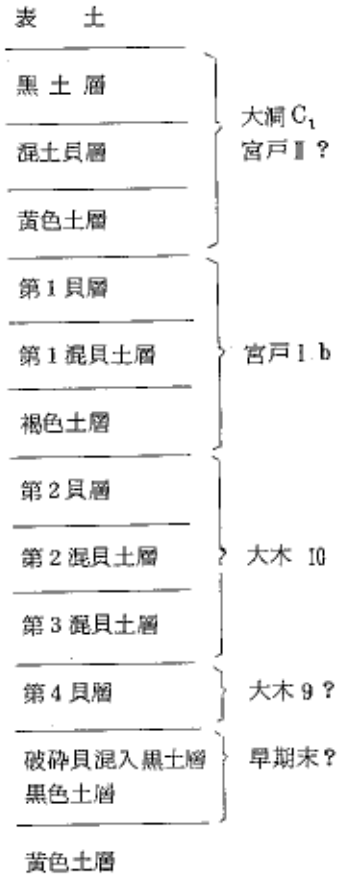 表 土
黒 土 層
大洞 C₁
混土貝層
宮戸Ⅱ?
黄色土層
第1貝層
第1混貝土層
宮戸1.b
褐色土層
第2貝層
第2混貝土層
? 大木 10
第3混貝土層
第4貝層
大木9?
破砕貝混入黒土層
早期末?
黒色土層
黄色土層